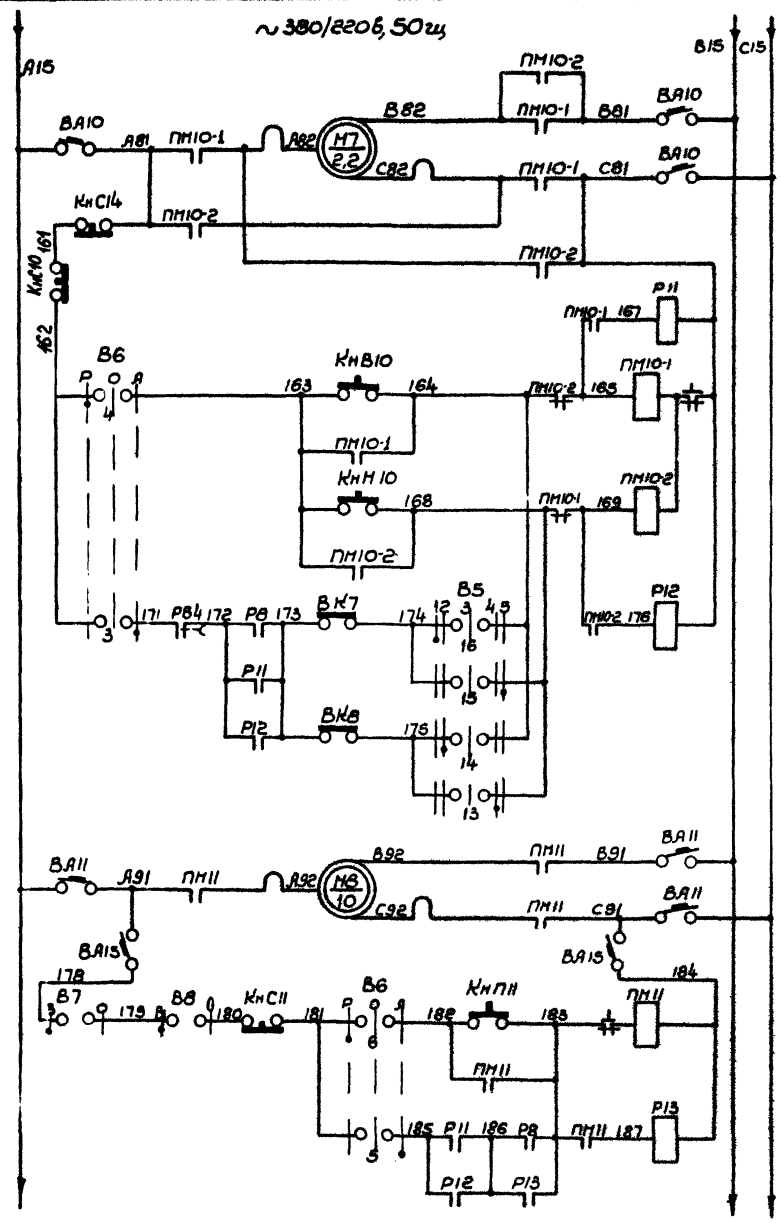 ~380/220в, 50гц
А15
В15 С15
ПМ10-2
ВА10 А81 ПМ10-1 А82 М7 2,2 В82 ПМ10-1 В81 ВА10
С82 ПМ10-1 С81 ВА10
КнС14 ПМ10-2
161
КнС10
162
ПМ10-2
Р11
ПМ10-1 167
В6
Р О А
4
163 КнВ10 164 ПМ10-2 165 ПМ10-1
ПМ10-1
КнН10 168 ПМ10-1 169 ПМ10-2
ПМ10-2
Р12
ПМ10-2 176
3 171 РВ4 172 Р8 173 ВК7 174 В5
1 2 3 4 5
16
Р11
15
Р12 ВК8 175
14
13
ВА11 А91 ПМ11 А92 М8 10 В92 ПМ11 В91 ВА11
С92 ПМ11 С91 ВА11
ВА15
ВА15
178
184
В7 З О 179 В8 В О 180 КнС11 181 В6 Р О А
6
182 КнП11 183 ПМ11
ПМ11
5 185 Р11 186 Р8 ПМ11 187 Р13
Р12 Р13